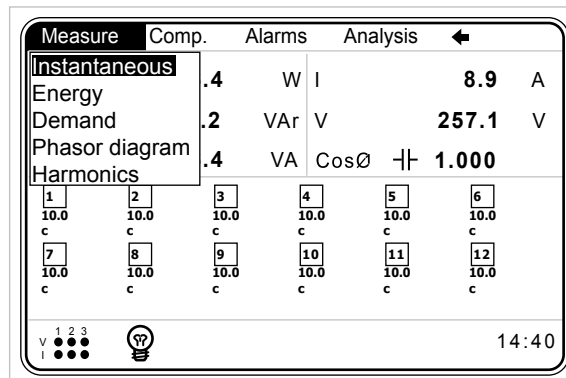 Measure Comp. Alarms Analysis
Instantaneous
Energy
Demand
Phasor diagram
Harmonics
.4 W I 8.9 A
.2 VAr V 257.1 V
.4 VA CosØ 1.000
1 2 3 4 5 6
10.0 10.0 10.0 10.0 10.0 10.0
c c c c c c
7 8 9 10 11 12
10.0 10.0 10.0 10.0 10.0 10.0
c c c c c c
1 2 3
V
I
14:40